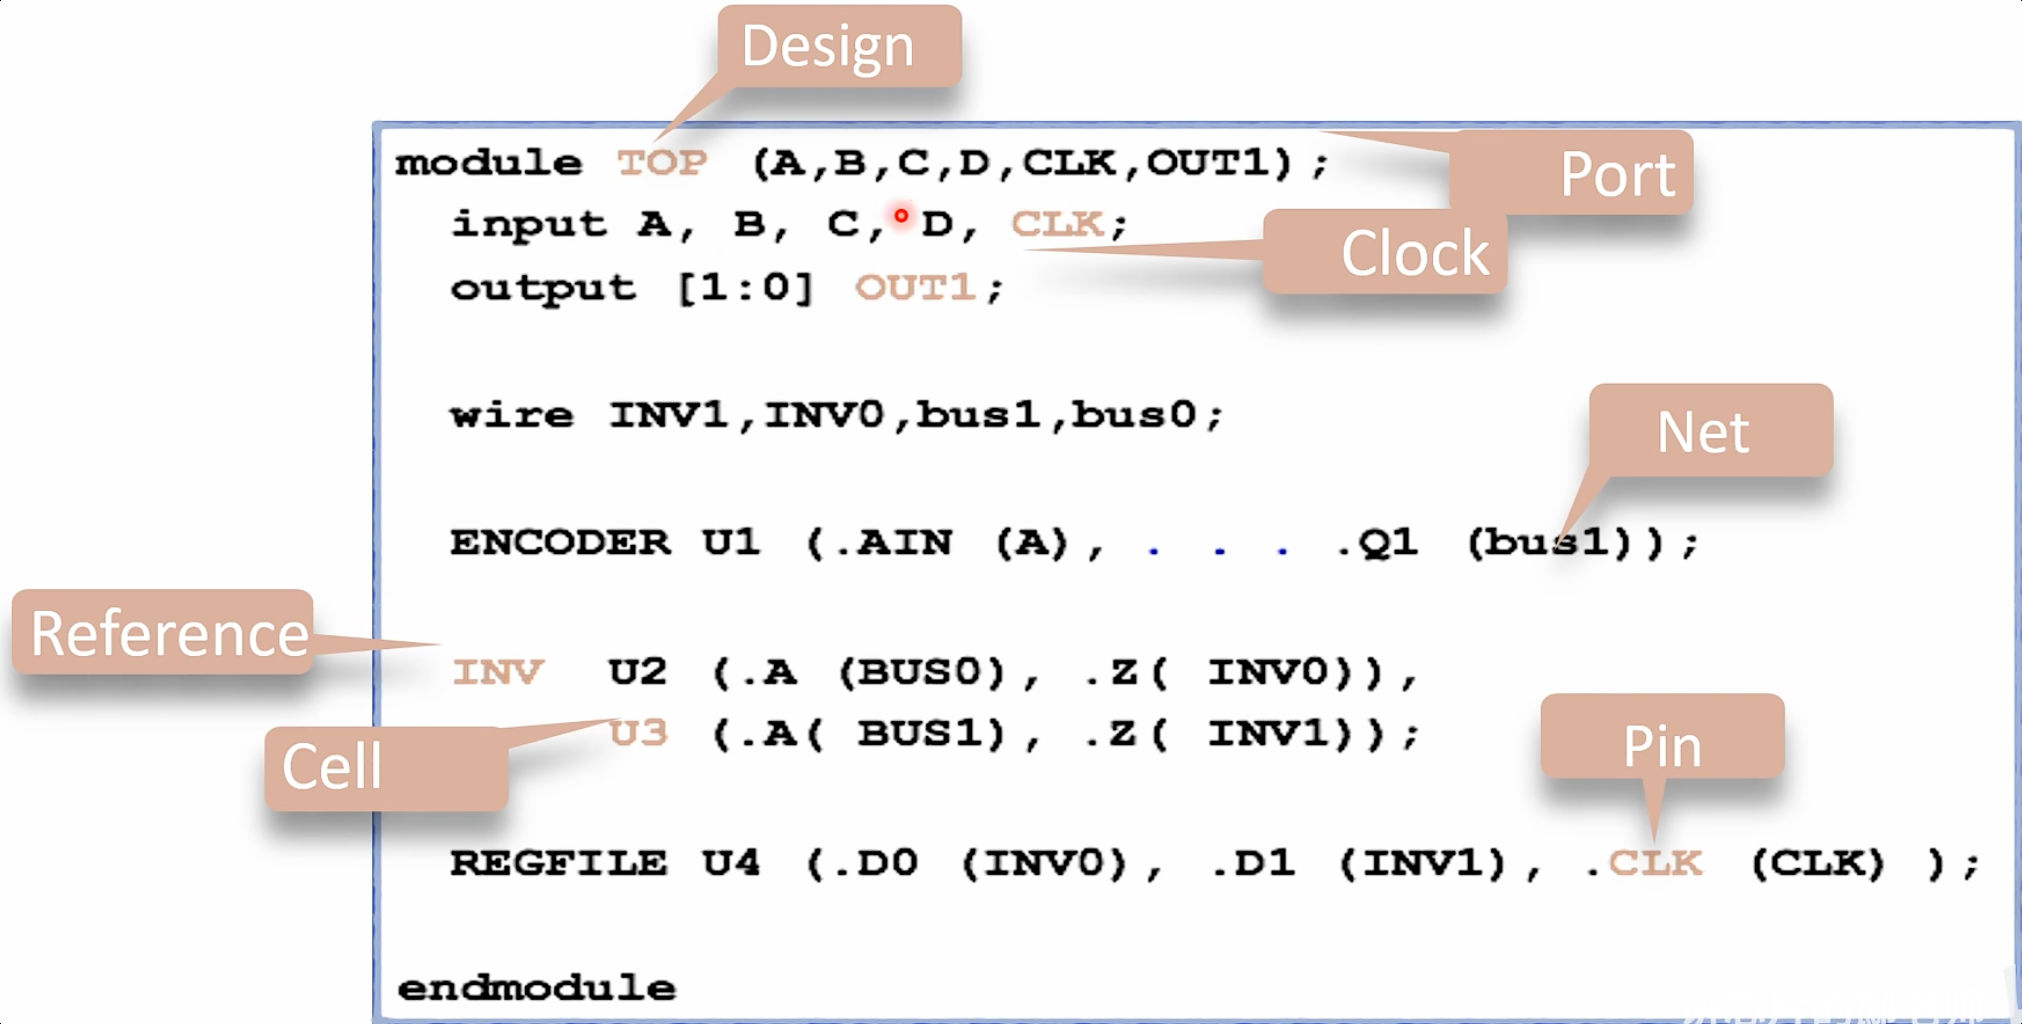 Design
module TOP (A,B,C,D,CLK,OUT1);
Port
input A, B, C, D, CLK;
Clock
output [1:0] OUT1;
wire INV1,INV0,bus1,bus0;
Net
ENCODER U1 (.AIN (A), . . . .Q1 (bus1));
Reference
INV U2 (.A (BUS0), .Z( INV0)),
U3 (.A( BUS1), .Z( INV1));
Cell
Pin
REGFILE U4 (.D0 (INV0), .D1 (INV1), .CLK (CLK) );
endmodule